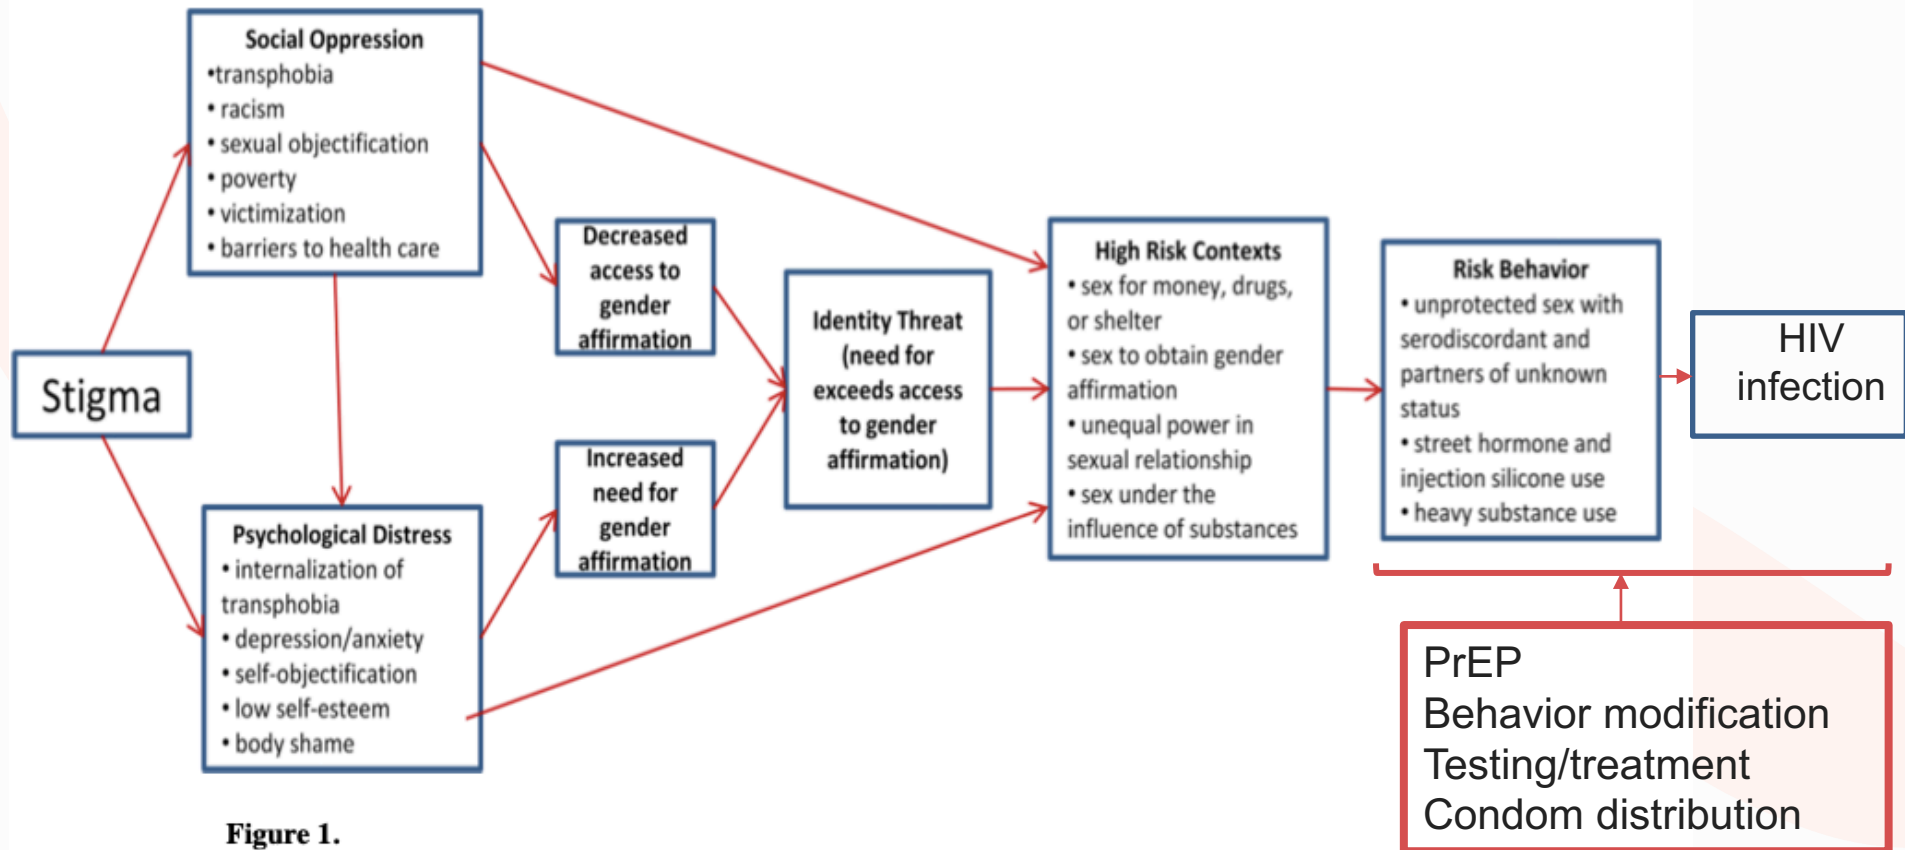 Social Oppression
•transphobia
• racism
• sexual objectification
• poverty
• victimization
• barriers to health care
Stigma
Psychological Distress
• internalization of
transphobia
• depression/anxiety
• self-objectification
• low self-esteem
• body shame
Decreased
access to
gender
affirmation
Increased
need for
gender
affirmation
Identity Threat
(need for
exceeds access
to gender
affirmation)
High Risk Contexts
• sex for money, drugs,
or shelter
• sex to obtain gender
affirmation
• unequal power in
sexual relationship
• sex under the
influence of substances
Risk Behavior
• unprotected sex with
serodiscordant and
partners of unknown
status
• street hormone and
injection silicone use
• heavy substance use
HIV
infection
PrEP
Behavior modification
Testing/treatment
Condom distribution
Figure 1.